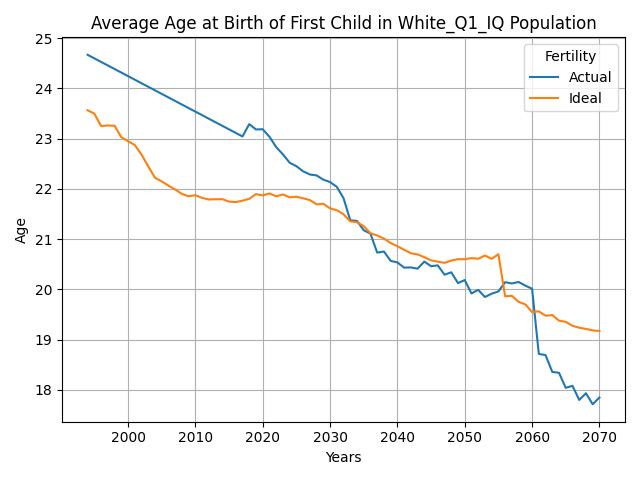 Average Age at Birth of First Child in White_Q1_IQ Population
Fertility
Actual
Ideal
Age
25
24
23
22
21
20
19
18
2000
2010
2020
2030
2040
2050
2060
2070
Years